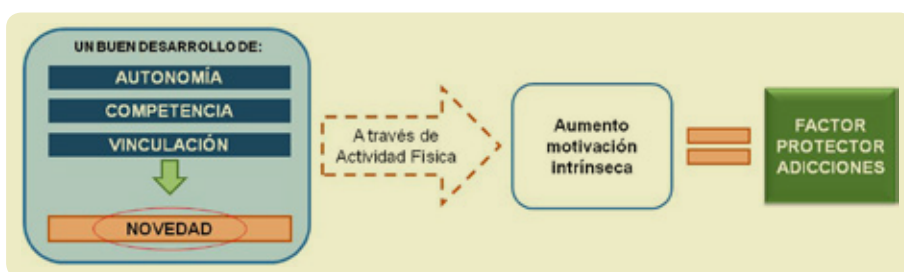 UN BUEN DESARROLLO DE:
AUTONOMÍA
COMPETENCIA
VINCULACIÓN
NOVEDAD
A través de
Actividad Física
Aumento
motivación
intrínseca
FACTOR
PROTECTOR
ADICCIONES